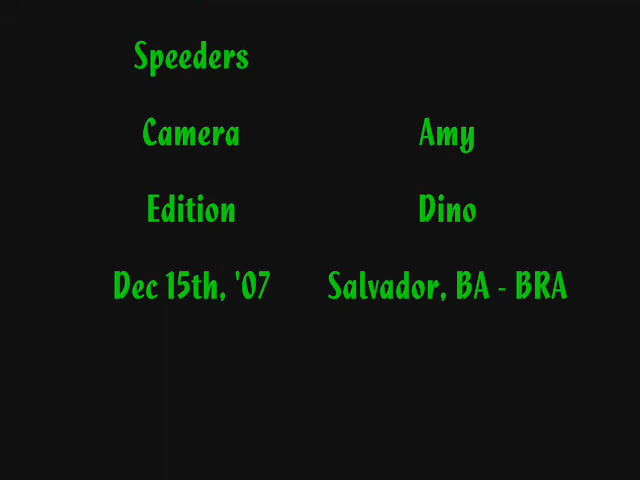 Speeders
Camera Amy
Edition Dino
Dec 15th, '07 Salvador, BA - BRA